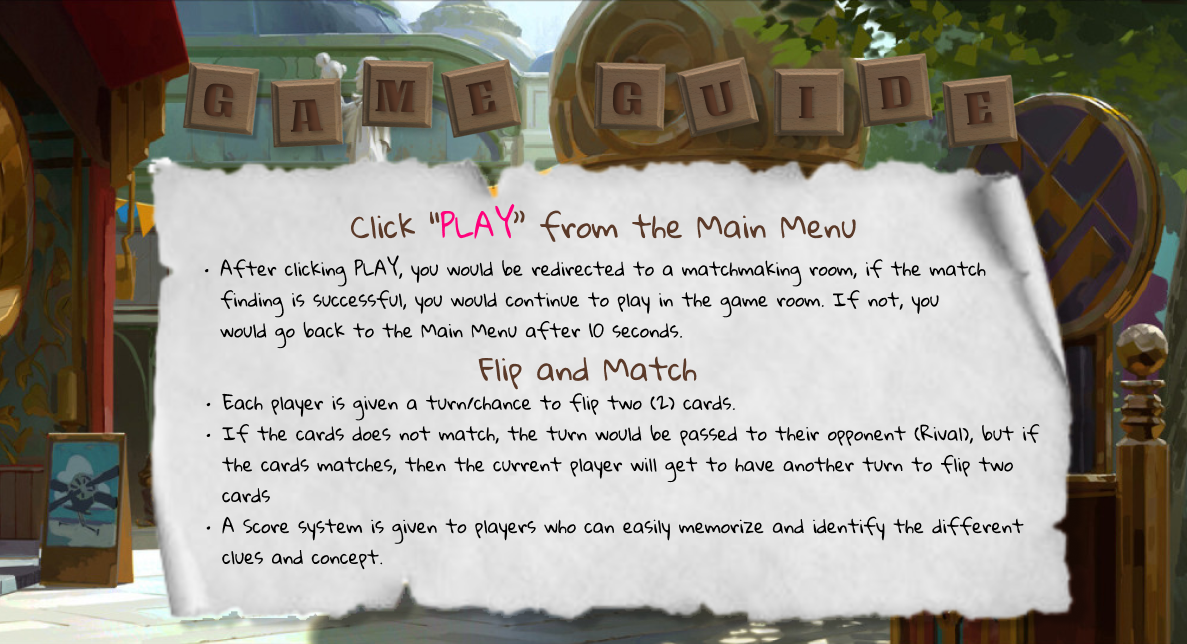 GAME GUIDE
Click "PLAY" from the Main Menu
• After clicking PLAY, you would be redirected to a matchmaking room, if the match
finding is successful, you would continue to play in the game room. If not, you
would go back to the Main Menu after 10 seconds.
Flip and Match
• Each player is given a turn/chance to flip two (2) cards.
• If the cards does not match, the turn would be passed to their opponent (Rival), but if
the cards matches, then the current player will get to have another turn to flip two
cards
• A Score system is given to players who can easily memorize and identify the different
clues and concept.